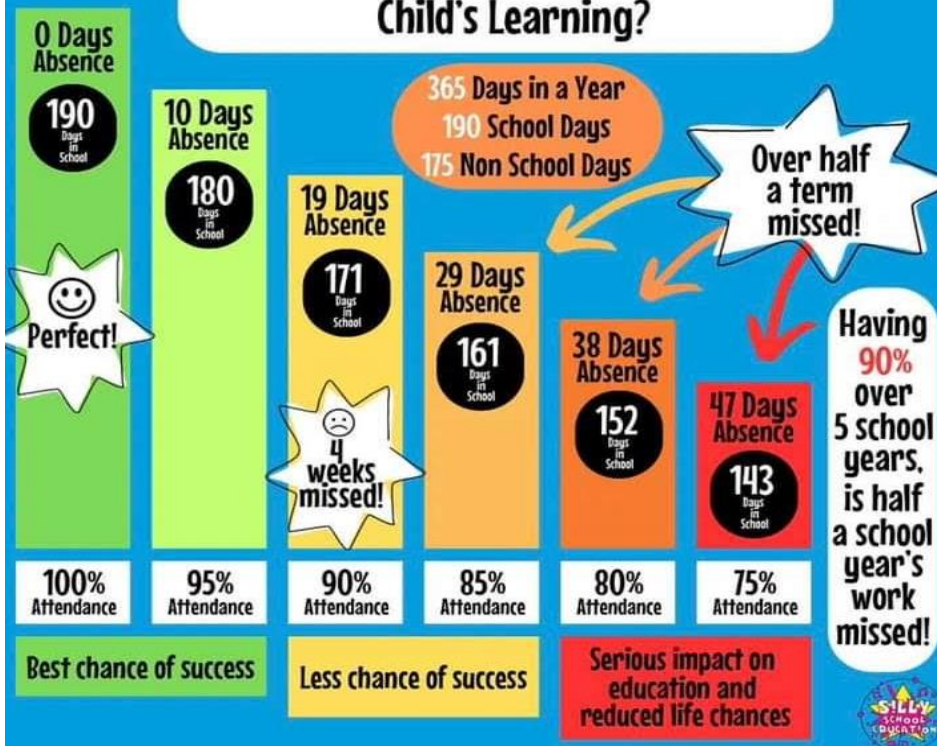 Child's Learning?
0 Days
Absence
190
Days
in
School
Perfect!
10 Days
Absence
180
Days
in
School
365 Days in a Year
190 School Days
175 Non School Days
Over half
a term
missed!
19 Days
Absence
171
Days
in
School
4
weeks
missed!
29 Days
Absence
161
Days
in
School
38 Days
Absence
152
Days
in
School
47 Days
Absence
143
Days
in
School
Having
90%
over
5 school
years,
is half
a school
year's
work
missed!
100%
Attendance
95%
Attendance
90%
Attendance
85%
Attendance
80%
Attendance
75%
Attendance
Best chance of success
Less chance of success
Serious impact on
education and
reduced life chances
SILLY
SCHOOL
EDUCATION